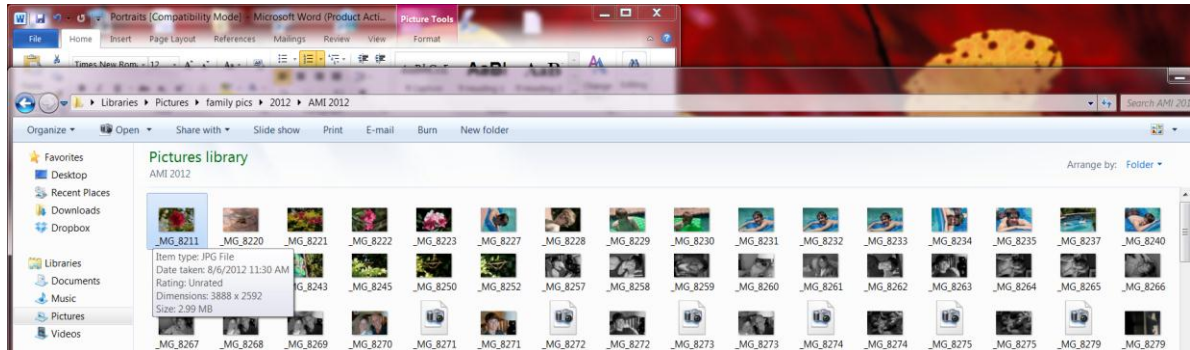 Portraits [Compatibility Mode] - Microsoft Word (Product Acti...
Picture Tools
File Home Insert Page Layout References Mailings Review View Format
Times New Rom 12
Libraries ▸ Pictures ▸ family pics ▸ 2012 ▸ AMI 2012
Search AMI 201
Organize Open Share with Slide show Print E-mail Burn New folder
Favorites
Desktop
Recent Places
Downloads
Dropbox
Libraries
Documents
Music
Pictures
Videos
Pictures library
AMI 2012
Arrange by: Folder
_MG_8211 _MG_8220 _MG_8221 _MG_8222 _MG_8223 _MG_8227 _MG_8228 _MG_8229 _MG_8230 _MG_8231 _MG_8232 _MG_8233 _MG_8234 _MG_8235 _MG_8237 _MG_8240
Item type: JPG File
Date taken: 8/6/2012 11:30 AM
Rating: Unrated
Dimensions: 3888 x 2592
Size: 2.99 MB
_MG_8243 _MG_8245 _MG_8250 _MG_8252 _MG_8257 _MG_8258 _MG_8259 _MG_8260 _MG_8261 _MG_8262 _MG_8263 _MG_8264 _MG_8265 _MG_8266
_MG_8267 _MG_8268 _MG_8269 _MG_8270 _MG_8271 _MG_8271 _MG_8272 _MG_8272 _MG_8273 _MG_8273 _MG_8274 _MG_8274 _MG_8275 _MG_8275 _MG_8279 _MG_8279